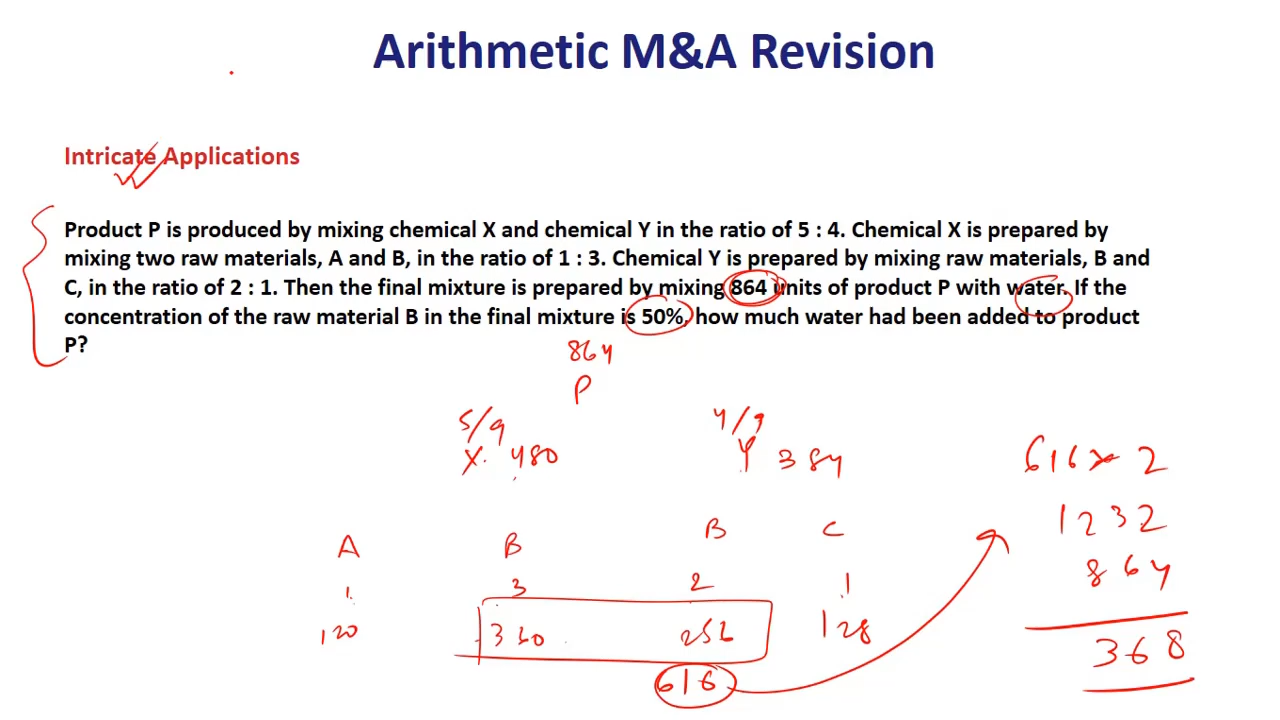 Arithmetic M&A Revision
Intricate Applications
Product P is produced by mixing chemical X and chemical Y in the ratio of 5 : 4. Chemical X is prepared by
mixing two raw materials, A and B, in the ratio of 1 : 3. Chemical Y is prepared by mixing raw materials, B and
C, in the ratio of 2 : 1. Then the final mixture is prepared by mixing 864 units of product P with water. If the
concentration of the raw material B in the final mixture is 50%, how much water had been added to product
P?
864
P
5/9 4/9
X. 480 Y 384
A B B C
1 3 2 1
120 360 256 128
616
616 x 2
1232
864
368